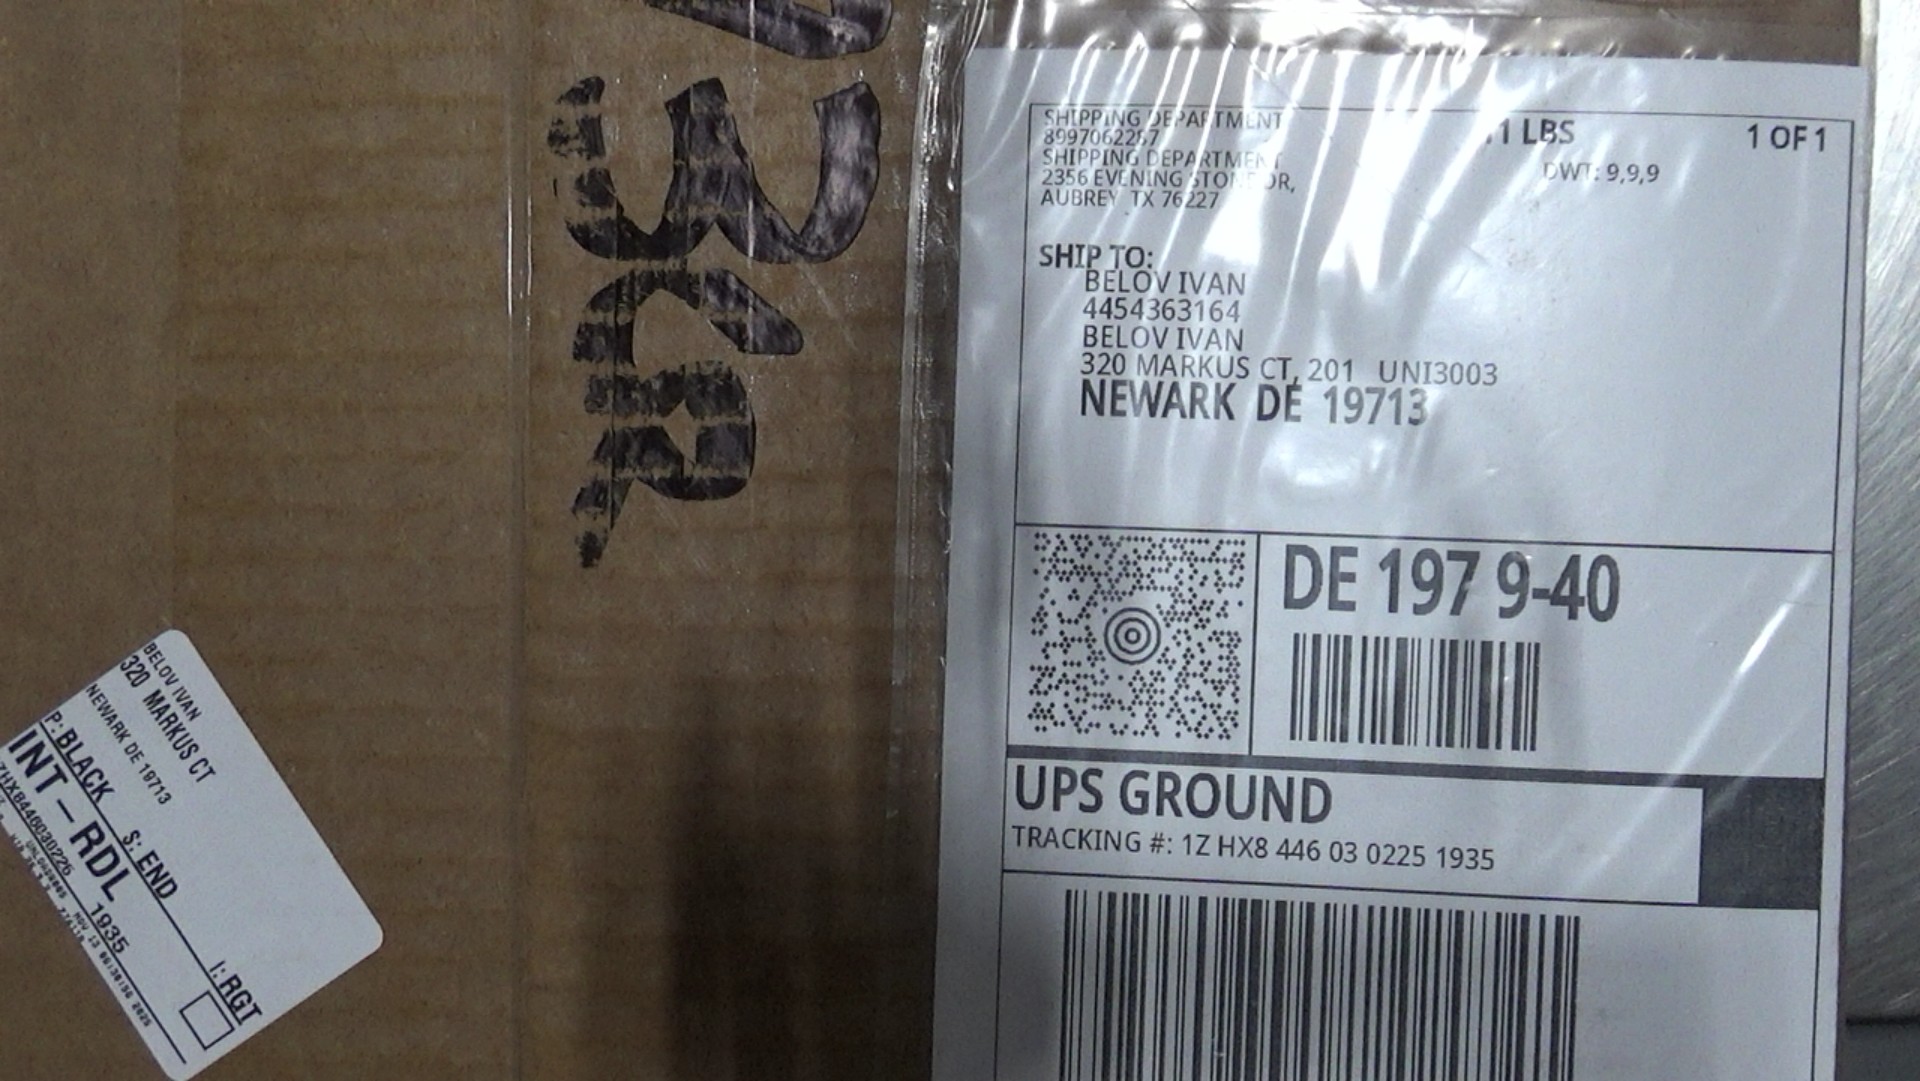 SHIPPING DEPARTMENT
8997062287
SHIPPING DEPARTMENT
2356 EVENING STONE DR,
AUBREY TX 76227
1 LBS
1 OF 1
DWT: 9,9,9
SHIP TO:
BELOV IVAN
4454363164
BELOV IVAN
320 MARKUS CT, 201 UNI3003
NEWARK DE 19713
DE 197 9-40
UPS GROUND
TRACKING #: 1Z HX8 446 03 0225 1935
BELOV IVAN
320 MARKUS CT
NEWARK DE 19713
P: BLACK S: END I: RGT
INT-RDL 1935